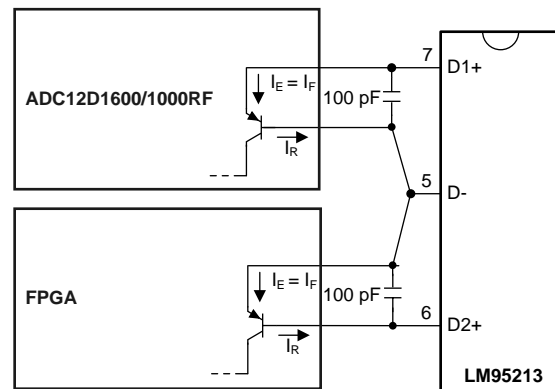 ADC12D1600/1000RF
I_E = I_F
I_R
100 pF
7
D1+
5
D-
FPGA
I_E = I_F
I_R
100 pF
6
D2+
LM95213